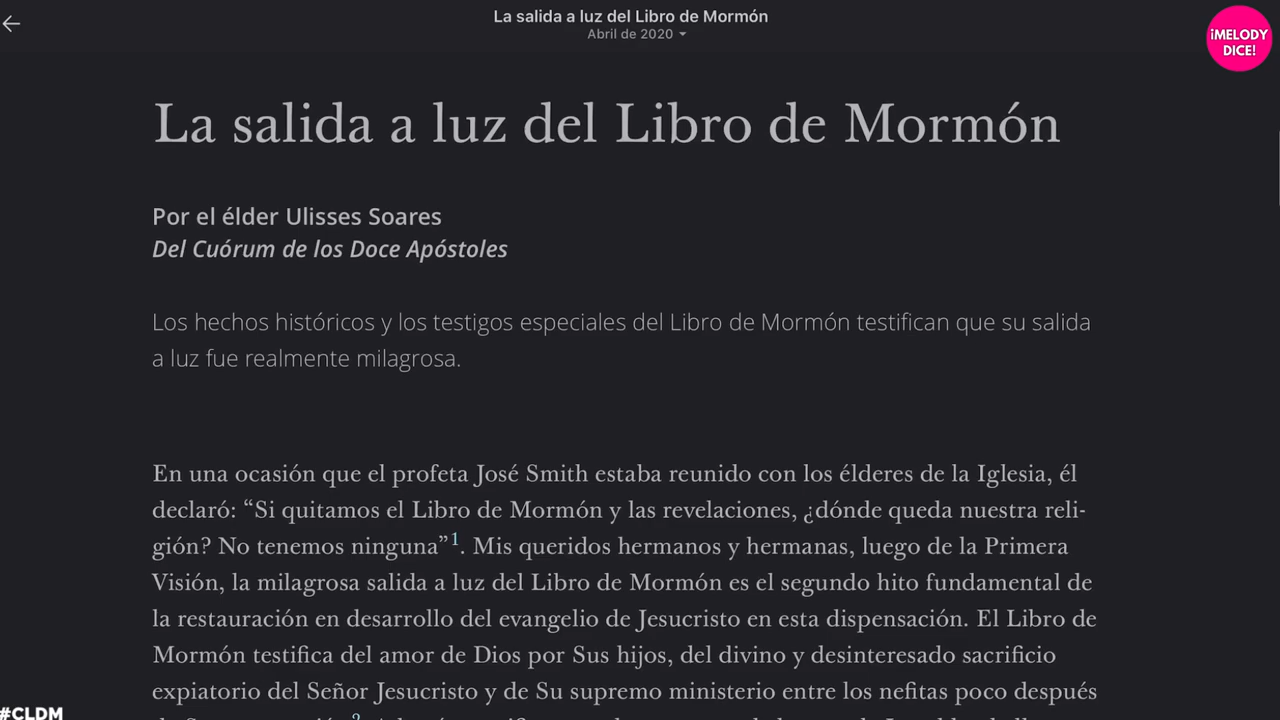 La salida a luz del Libro de Mormón
Abril de 2020
¡MELODY
DICE!
La salida a luz del Libro de Mormón
Por el élder Ulisses Soares
Del Cuórum de los Doce Apóstoles
Los hechos históricos y los testigos especiales del Libro de Mormón testifican que su salida
a luz fue realmente milagrosa.
En una ocasión que el profeta José Smith estaba reunido con los élderes de la Iglesia, él
declaró: “Si quitamos el Libro de Mormón y las revelaciones, ¿dónde queda nuestra reli-
gión? No tenemos ninguna”1. Mis queridos hermanos y hermanas, luego de la Primera
Visión, la milagrosa salida a luz del Libro de Mormón es el segundo hito fundamental de
la restauración en desarrollo del evangelio de Jesucristo en esta dispensación. El Libro de
Mormón testifica del amor de Dios por Sus hijos, del divino y desinteresado sacrificio
expiatorio del Señor Jesucristo y de Su supremo ministerio entre los nefitas poco después
#CLDM